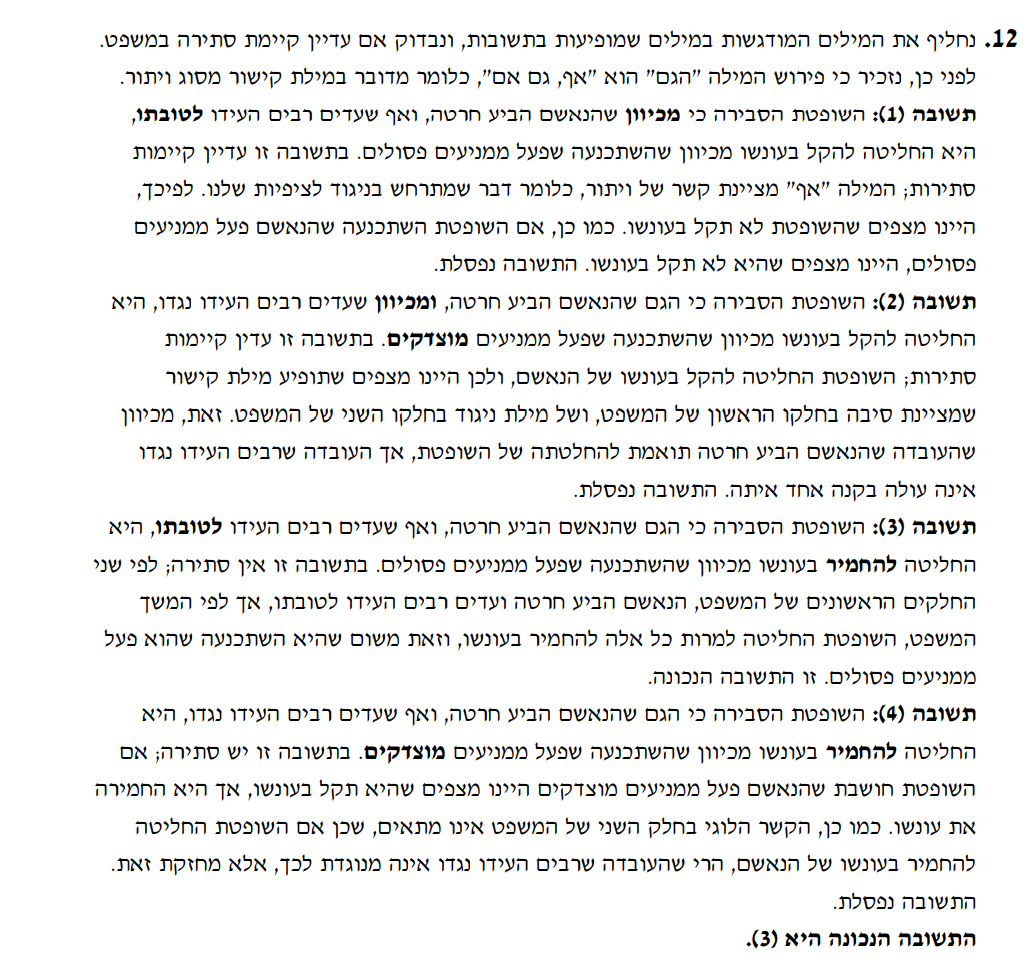 12. נחליף את המילים המודגשות במילים שמופיעות בתשובות, ונבדוק אם עדיין קיימת סתירה במשפט.
לפני כן, נזכיר כי פירוש המילה "הגם" הוא "אף, גם אם", כלומר מדובר במילת קישור מסוג ויתור.
תשובה (1): השופטת הסבירה כי מכיוון שהנאשם הביע חרטה, ואף שעדים רבים העידו לטובתו,
היא החליטה להקל בעונשו מכיוון שהשתכנעה שפעל ממניעים פסולים. בתשובה זו עדיין קיימות
סתירות; המילה "אף" מציינת קשר של ויתור, כלומר דבר שמתרחש בניגוד לציפיות שלנו. לפיכך,
היינו מצפים שהשופטת לא תקל בעונשו. כמו כן, אם השופטת השתכנעה שהנאשם פעל ממניעים
פסולים, היינו מצפים שהיא לא תקל בעונשו. התשובה נפסלת.
תשובה (2): השופטת הסבירה כי הגם שהנאשם הביע חרטה, ומכיוון שעדים רבים העידו נגדו, היא
החליטה להקל בעונשו מכיוון שהשתכנעה שפעל ממניעים מוצדקים. בתשובה זו עדין קיימות
סתירות; השופטת החליטה להקל בעונשו של הנאשם, ולכן היינו מצפים שתופיע מילת קישור
שמציינת סיבה בחלקו הראשון של המשפט, ושל מילת ניגוד בחלקו השני של המשפט. זאת, מכיוון
שהעובדה שהנאשם הביע חרטה תואמת להחלטתה של השופטת, אך העובדה שרבים העידו נגדו
אינה עולה בקנה אחד איתה. התשובה נפסלת.
תשובה (3): השופטת הסבירה כי הגם שהנאשם הביע חרטה, ואף שעדים רבים העידו לטובתו, היא
החליטה להחמיר בעונשו מכיוון שהשתכנעה שפעל ממניעים פסולים. בתשובה זו אין סתירה; לפי שני
החלקים הראשונים של המשפט, הנאשם הביע חרטה ועדים רבים העידו לטובתו, אך לפי המשך
המשפט, השופטת החליטה למרות כל אלה להחמיר בעונשו, וזאת משום שהיא השתכנעה שהוא פעל
ממניעים פסולים. זו התשובה הנכונה.
תשובה (4): השופטת הסבירה כי הגם שהנאשם הביע חרטה, ואף שעדים רבים העידו נגדו, היא
החליטה להחמיר בעונשו מכיוון שהשתכנעה שפעל ממניעים מוצדקים. בתשובה זו יש סתירה; אם
השופטת חושבת שהנאשם פעל ממניעים מוצדקים היינו מצפים שהיא תקל בעונשו, אך היא החמירה
את עונשו. כמו כן, הקשר הלוגי בחלק השני של המשפט אינו מתאים, שכן אם השופטת החליטה
להחמיר בעונשו של הנאשם, הרי שהעובדה שרבים העידו נגדו אינה מנוגדת לכך, אלא מחזקת זאת.
התשובה נפסלת.
התשובה הנכונה היא (3).